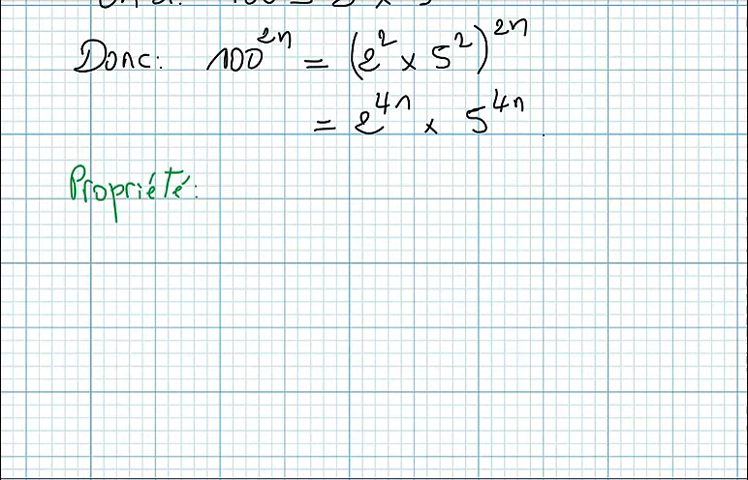 Donc: 100^{2n} = (2^2 × 5^2)^{2n}
= 2^{4n} × 5^{4n}.
Propriété: